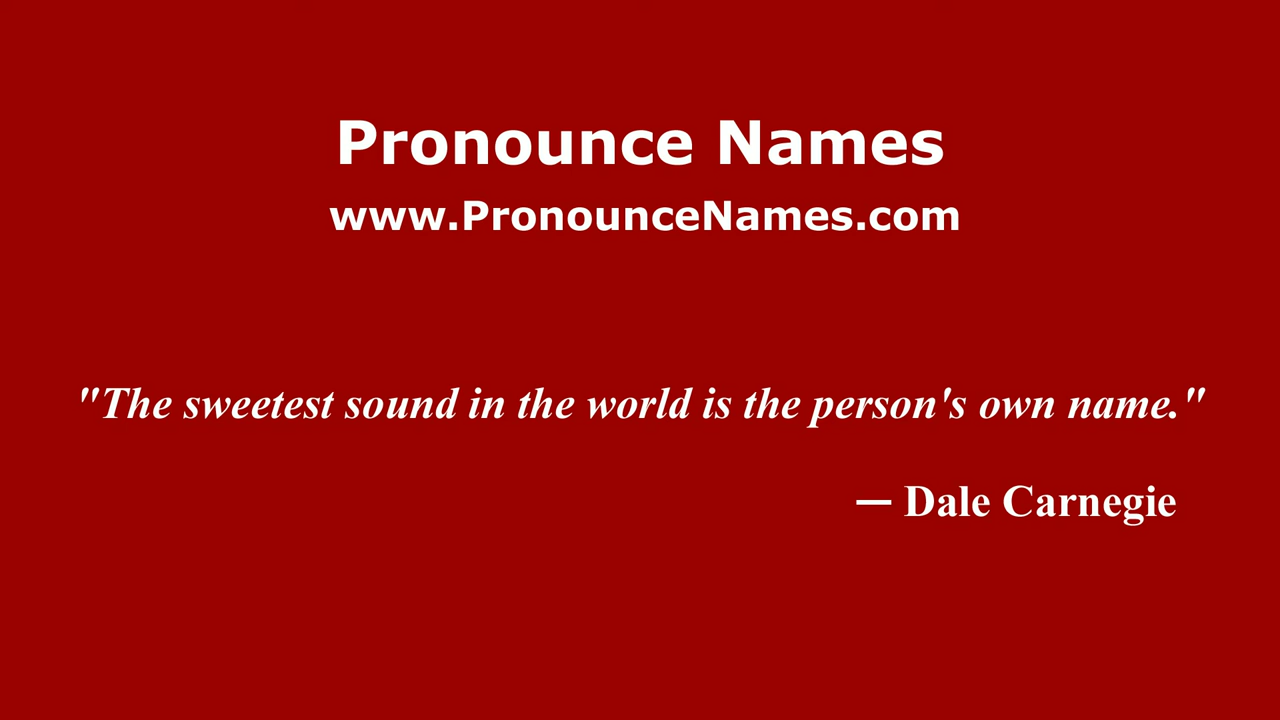 Pronounce Names
www.PronounceNames.com
"The sweetest sound in the world is the person's own name."
— Dale Carnegie